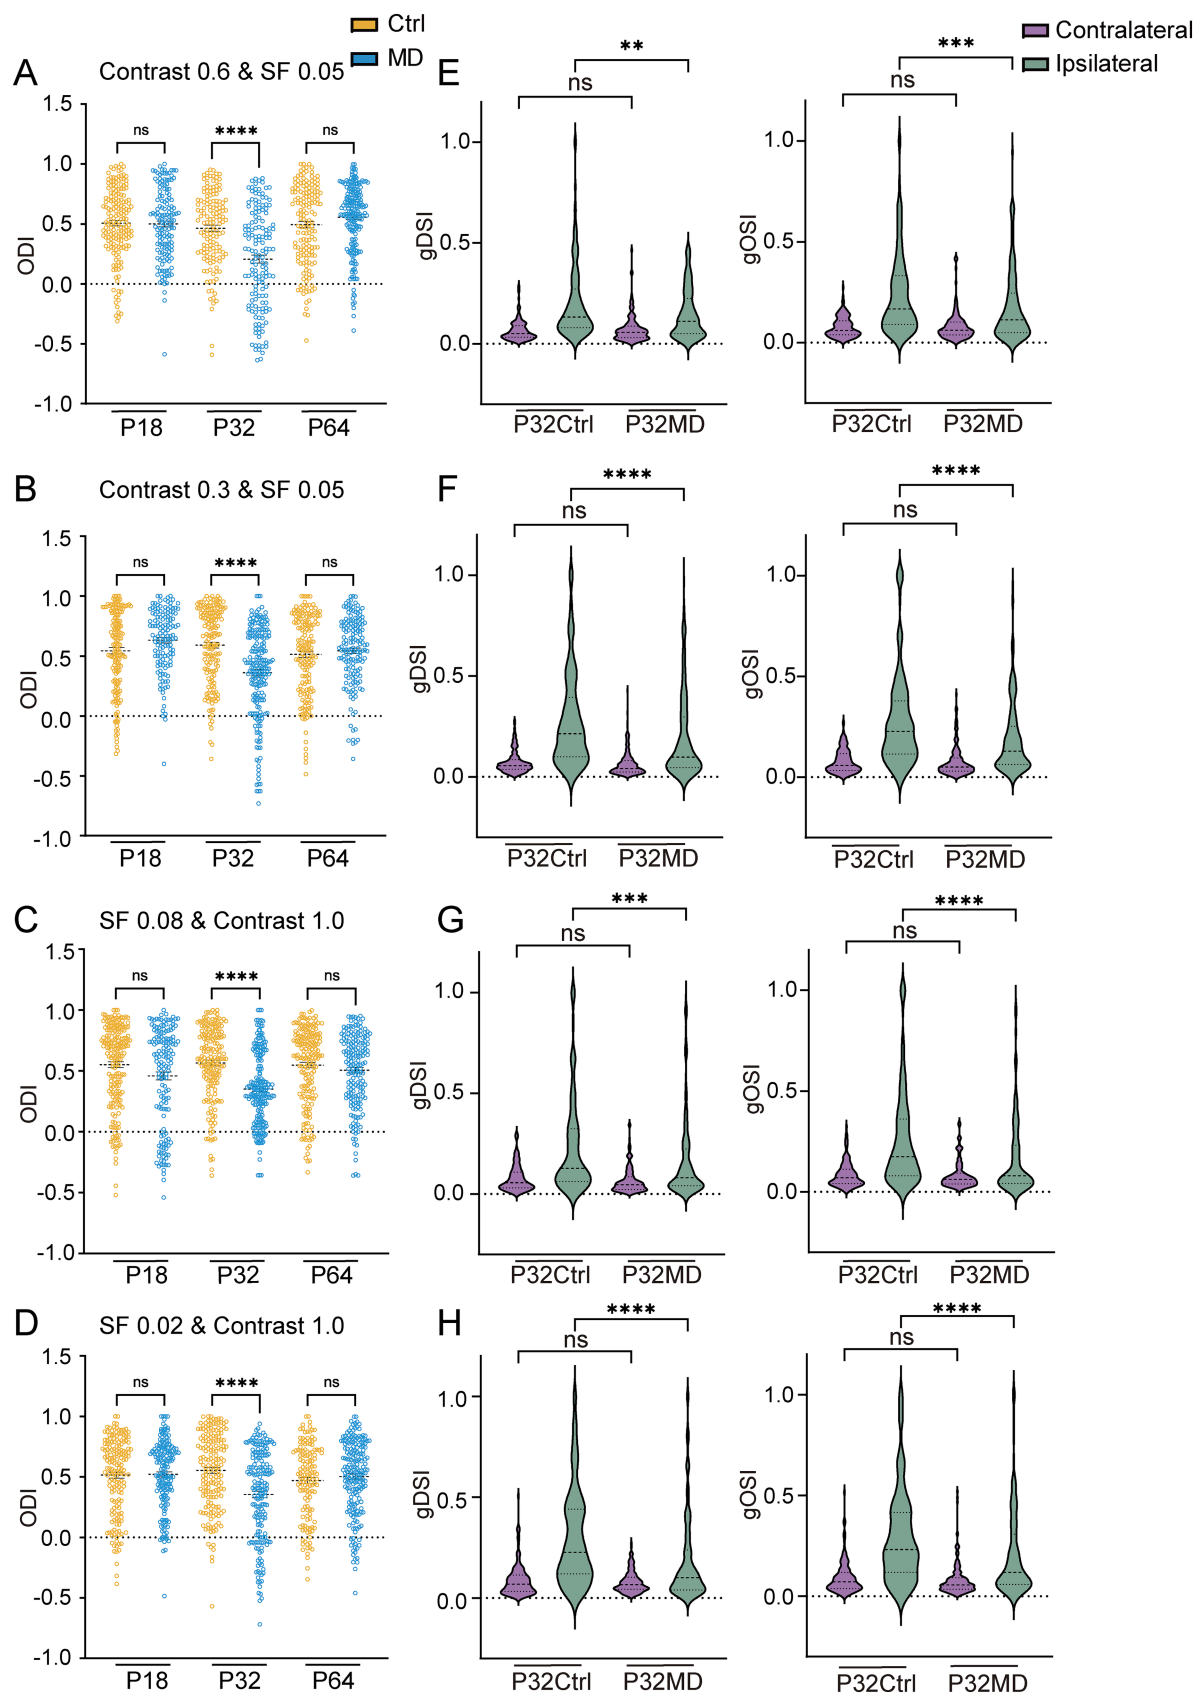 Ctrl
MD
Contralateral
Ipsilateral
A
Contrast 0.6 & SF 0.05
1.5
1.0
0.5
0.0
-0.5
-1.0
ODI
ns
****
ns
P18
P32
P64
E
**
ns
1.0
0.5
0.0
gDSI
P32Ctrl
P32MD
***
ns
1.0
0.5
0.0
gOSI
P32Ctrl
P32MD
B
Contrast 0.3 & SF 0.05
1.5
1.0
0.5
0.0
-0.5
-1.0
ODI
ns
****
ns
P18
P32
P64
F
****
ns
1.0
0.5
0.0
gDSI
P32Ctrl
P32MD
****
ns
1.0
0.5
0.0
gOSI
P32Ctrl
P32MD
C
SF 0.08 & Contrast 1.0
1.5
1.0
0.5
0.0
-0.5
-1.0
ODI
ns
****
ns
P18
P32
P64
G
***
ns
1.0
0.5
0.0
gDSI
P32Ctrl
P32MD
****
ns
1.0
0.5
0.0
gOSI
P32Ctrl
P32MD
D
SF 0.02 & Contrast 1.0
1.5
1.0
0.5
0.0
-0.5
-1.0
ODI
ns
****
ns
P18
P32
P64
H
****
ns
1.0
0.5
0.0
gDSI
P32Ctrl
P32MD
****
ns
1.0
0.5
0.0
gOSI
P32Ctrl
P32MD